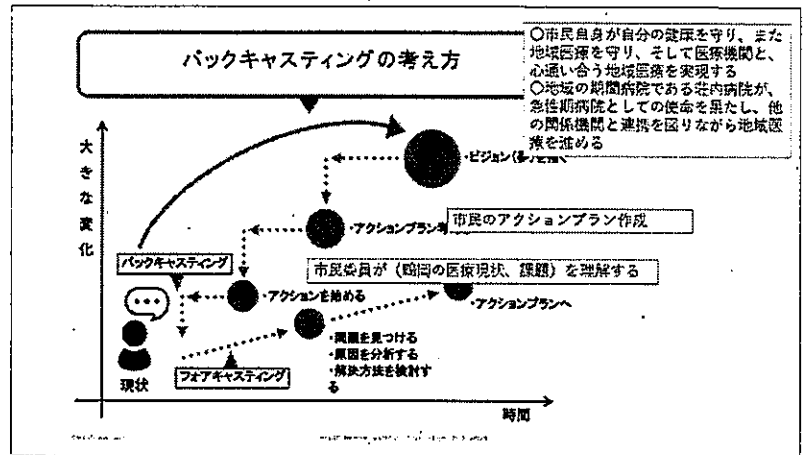 バックキャスティングの考え方
○市民自身が自分の健康を守り、また
地域医療を守り、そして医療機関と、
心通い合う地域医療を実現する
○地域の期間病院である荘内病院が、
急性期病院としての使命を果たし、他
の関係機関と連携を図りながら地域医
療を進める
大きな変化
・ビジョン(夢)を描く
・アクションプラン
市民のアクションプラン作成
バックキャスティング
市民委員が(鶴岡の医療現状、課題)を理解する
・アクションを始める
・アクションプランへ
・問題を見つける
・原因を分析する
・解決方法を検討す
る
フォアキャスティング
現状
時間